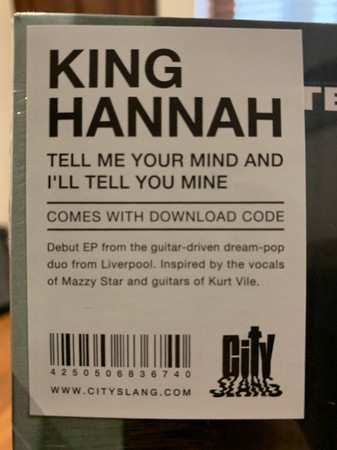 KING
HANNAH
TELL ME YOUR MIND AND
I'LL TELL YOU MINE
COMES WITH DOWNLOAD CODE
Debut EP from the guitar-driven dream-pop
duo from Liverpool. Inspired by the vocals
of Mazzy Star and guitars of Kurt Vile.
4250506836740
WWW.CITYSLANG.COM
CITY
SLANG
TE